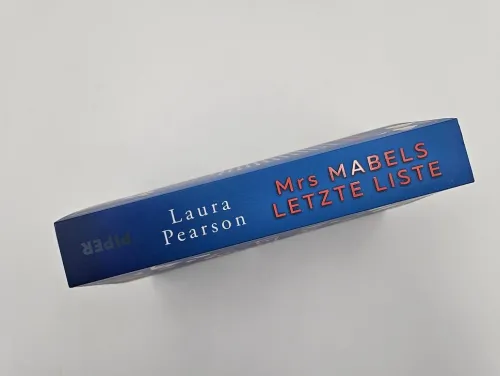 Laura
Pearson
Mrs MABELS
LETZTE LISTE
PIPER